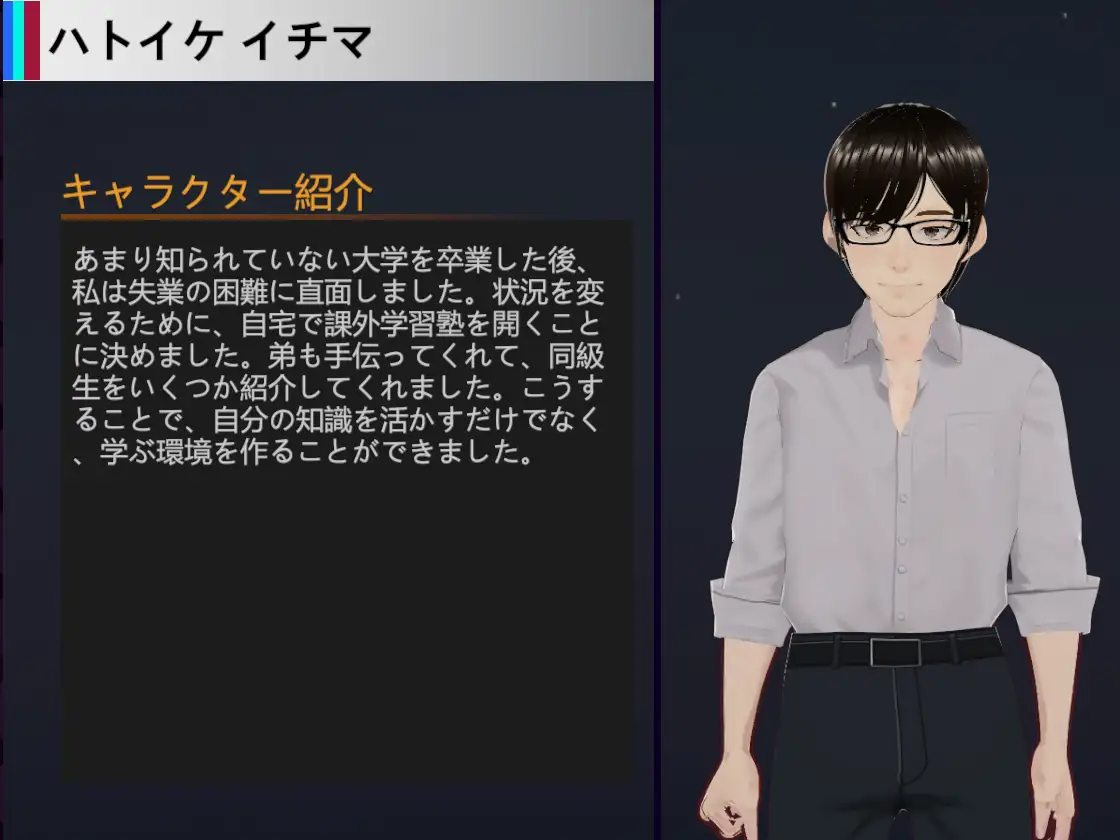 ハトイケ イチマ
キャラクター紹介
あまり知られていない大学を卒業した後、
私は失業の困難に直面しました。状況を変
えるために、自宅で課外学習塾を開くこと
に決めました。弟も手伝ってくれて、同級
生をいくつか紹介してくれました。こうす
ることで、自分の知識を活かすだけでなく
、学ぶ環境を作ることができました。